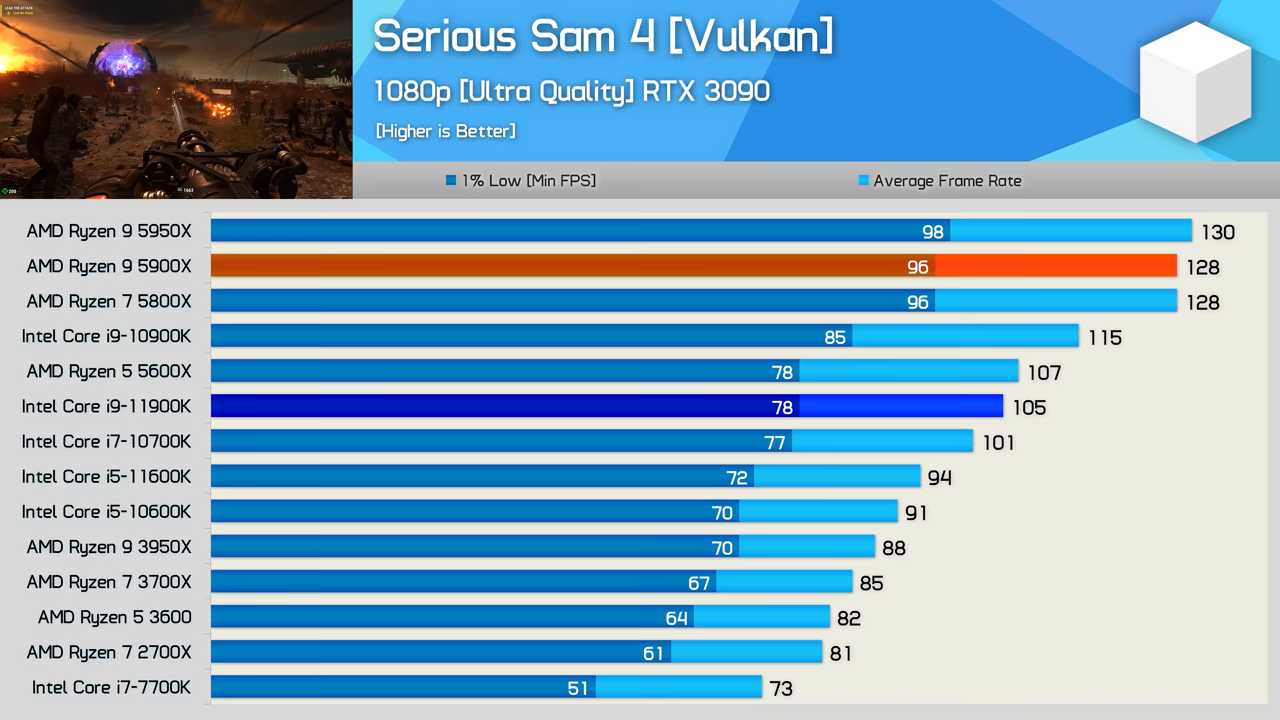 Serious Sam 4 [Vulkan]
1080p [Ultra Quality] RTX 3090
[Higher is Better]
1% Low [Min FPS] Average Frame Rate
200
1663
AMD Ryzen 9 5950X 98 130
AMD Ryzen 9 5900X 96 128
AMD Ryzen 7 5800X 96 128
Intel Core i9-10900K 85 115
AMD Ryzen 5 5600X 78 107
Intel Core i9-11900K 78 105
Intel Core i7-10700K 77 101
Intel Core i5-11600K 72 94
Intel Core i5-10600K 70 91
AMD Ryzen 9 3950X 70 88
AMD Ryzen 7 3700X 67 85
AMD Ryzen 5 3600 64 82
AMD Ryzen 7 2700X 61 81
Intel Core i7-7700K 51 73